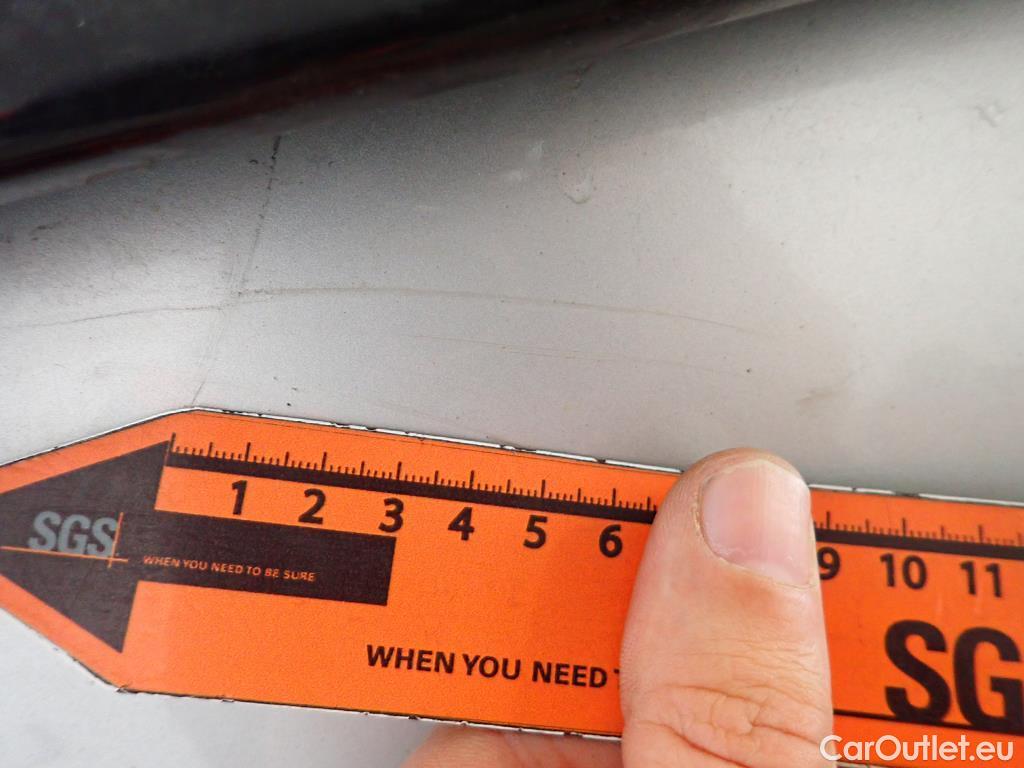 1 2 3 4 5 6 9 10 11
SGS
WHEN YOU NEED TO BE SURE
WHEN YOU NEED
SG
CarOutlet.eu